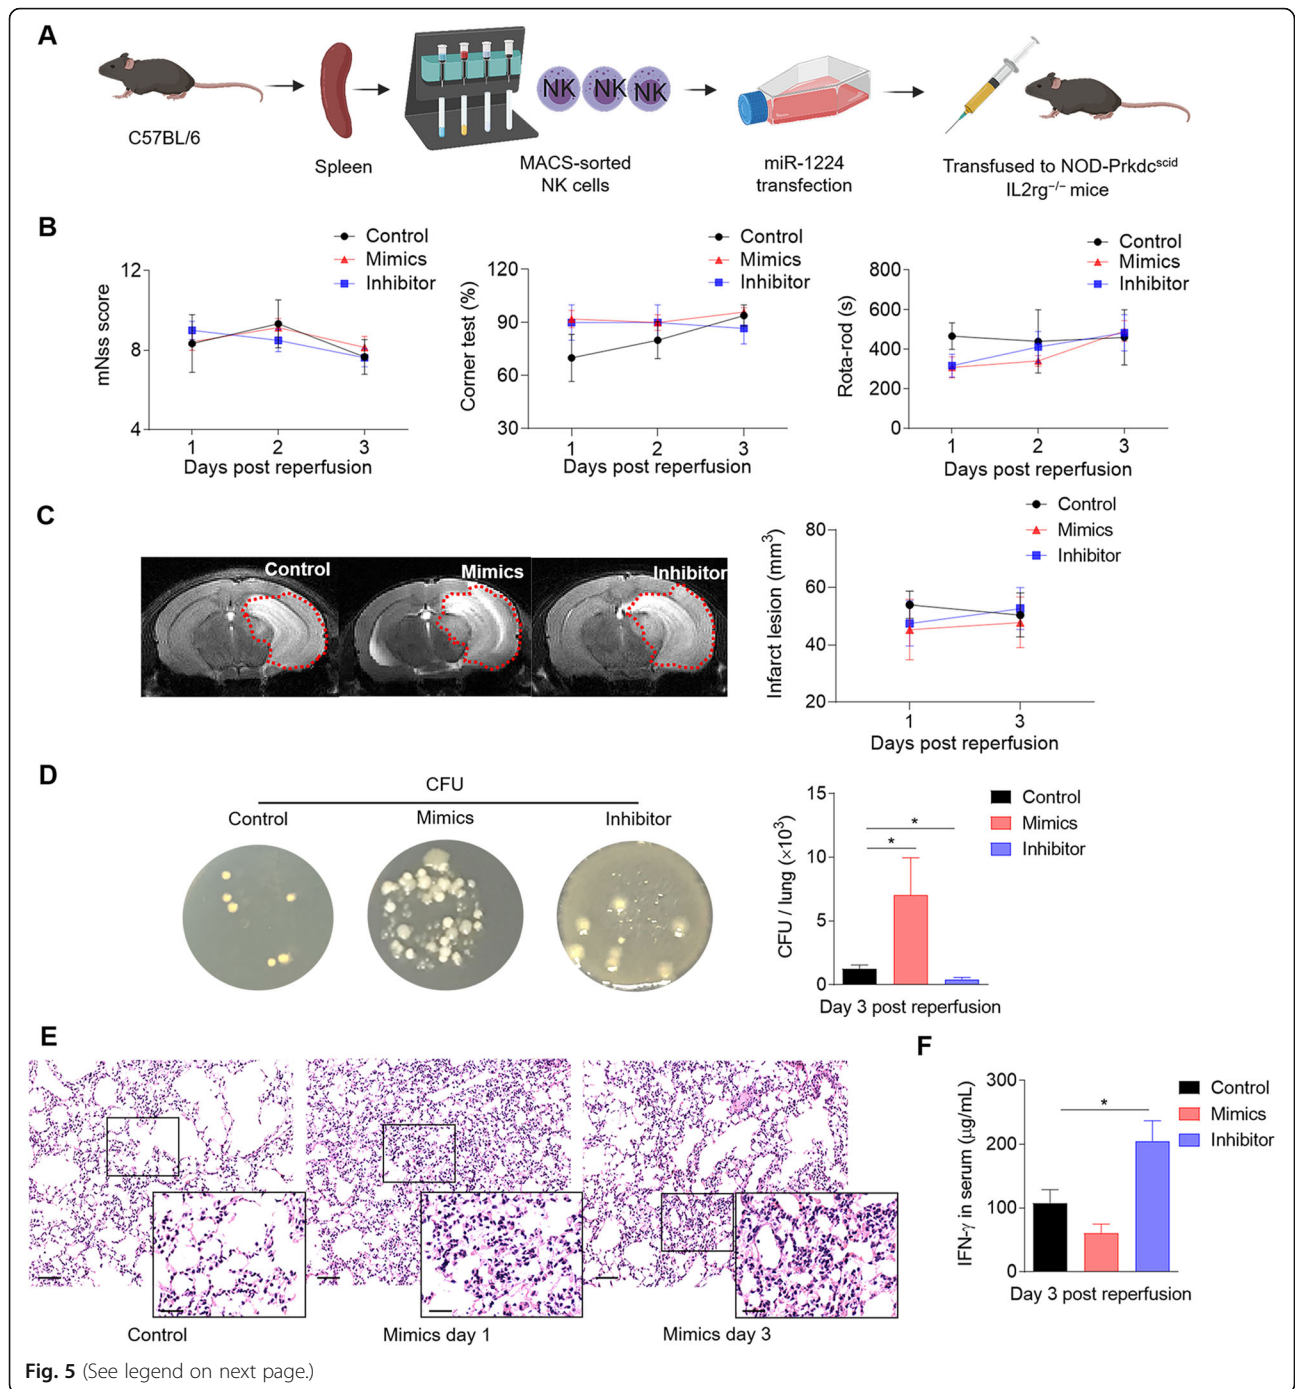 A
C57BL/6
Spleen
NK NK NK
MACS-sorted
NK cells
miR-1224
transfection
Transfused to NOD-Prkdcscid
IL2rg−/− mice
B
Control
Mimics
Inhibitor
12
8
4
mNss score
1 2 3
Days post reperfusion
Control
Mimics
Inhibitor
120
90
60
30
Corner test (%)
1 2 3
Days post reperfusion
Control
Mimics
Inhibitor
800
600
400
200
0
Rota-rod (s)
1 2 3
Days post reperfusion
C
Control
Mimics
Inhibitor
Control
Mimics
Inhibitor
80
60
40
20
Infarct lesion (mm3)
1 3
Days post reperfusion
D
CFU
Control
Mimics
Inhibitor
15
10
5
0
CFU / lung (×103)
Control
Mimics
Inhibitor
*
*
Day 3 post reperfusion
E
Control
Mimics day 1
Mimics day 3
F
300
200
100
0
IFN-γ in serum (µg/mL)
Control
Mimics
Inhibitor
*
Day 3 post reperfusion
Fig. 5 (See legend on next page.)